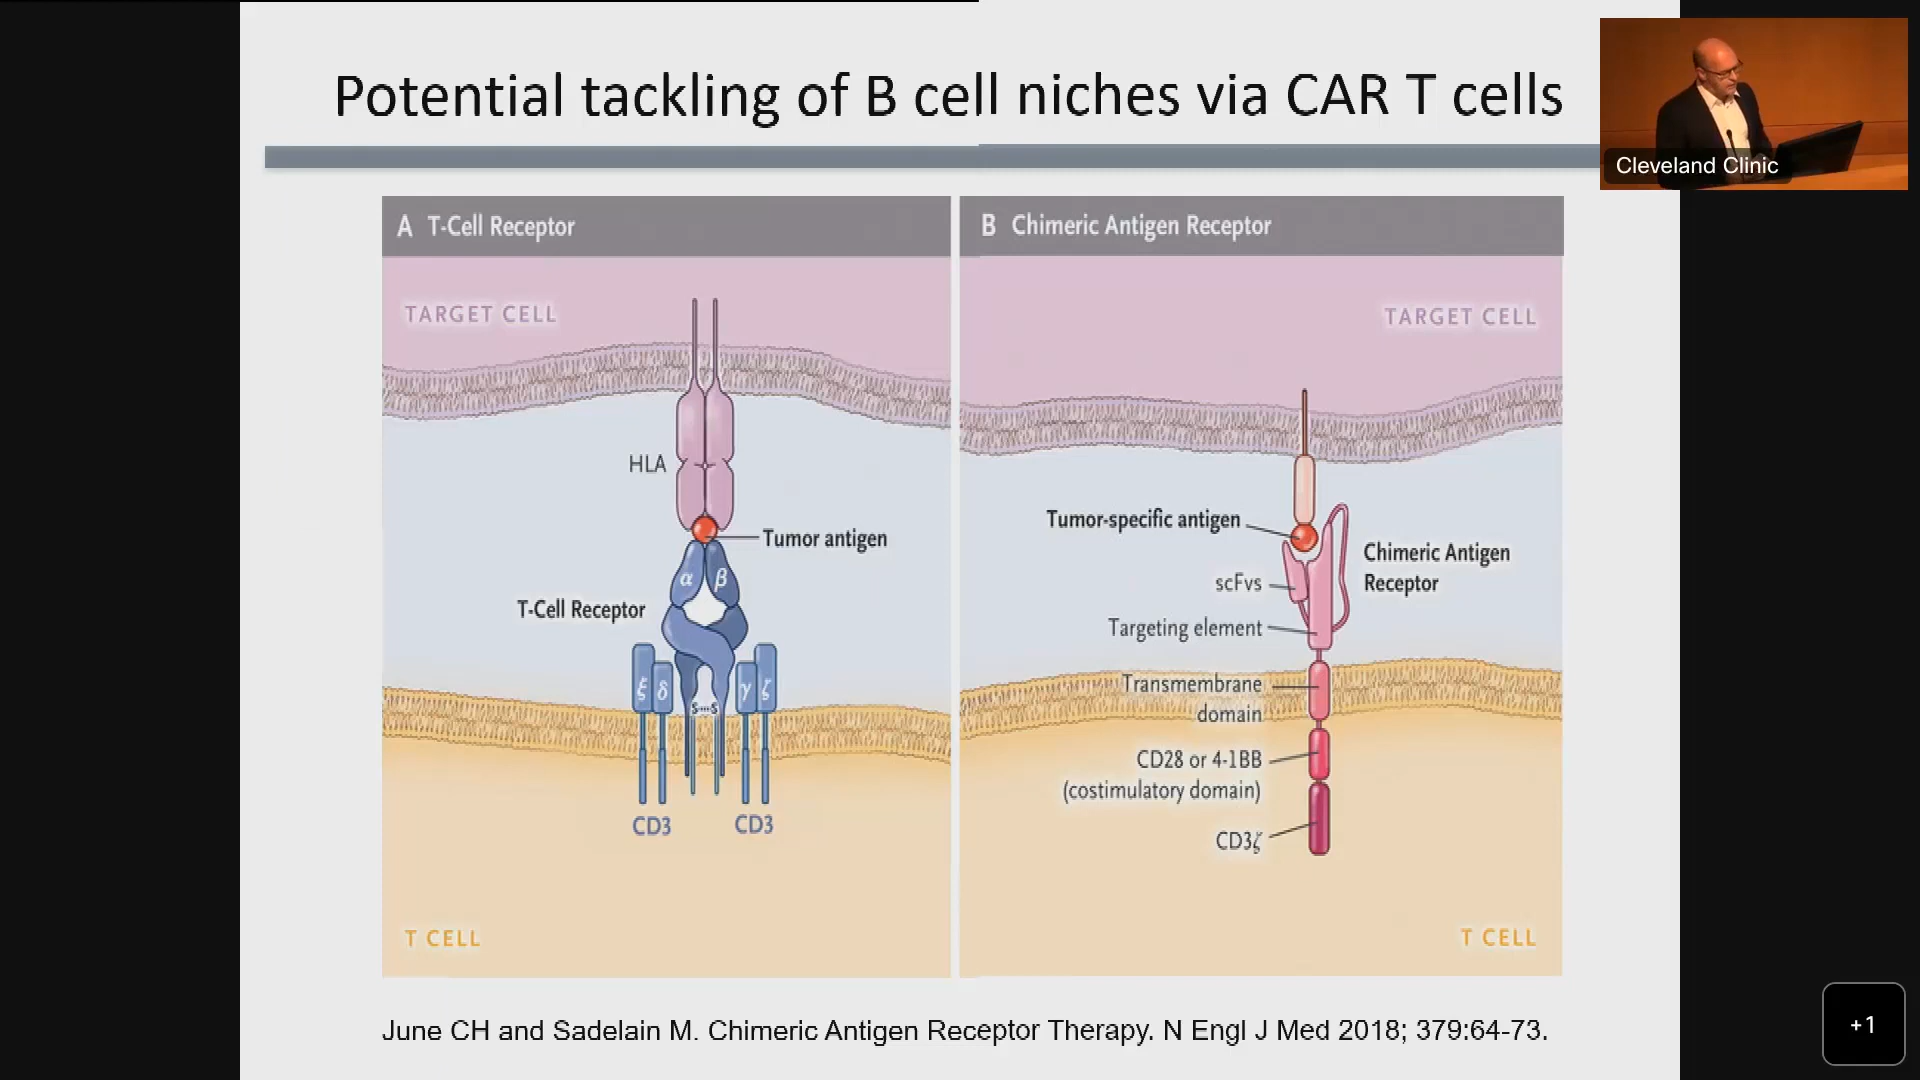 Potential tackling of B cell niches via CAR T cells
Cleveland Clinic
A T-Cell Receptor
TARGET CELL
HLA
Tumor antigen
α β
T-Cell Receptor
ξ δ γ ζ
S····S
CD3 CD3
T CELL
B Chimeric Antigen Receptor
TARGET CELL
Tumor-specific antigen
Chimeric Antigen
Receptor
scFvs
Targeting element
Transmembrane
domain
CD28 or 4-1BB
(costimulatory domain)
CD3ζ
T CELL
June CH and Sadelain M. Chimeric Antigen Receptor Therapy. N Engl J Med 2018; 379:64-73.
+1